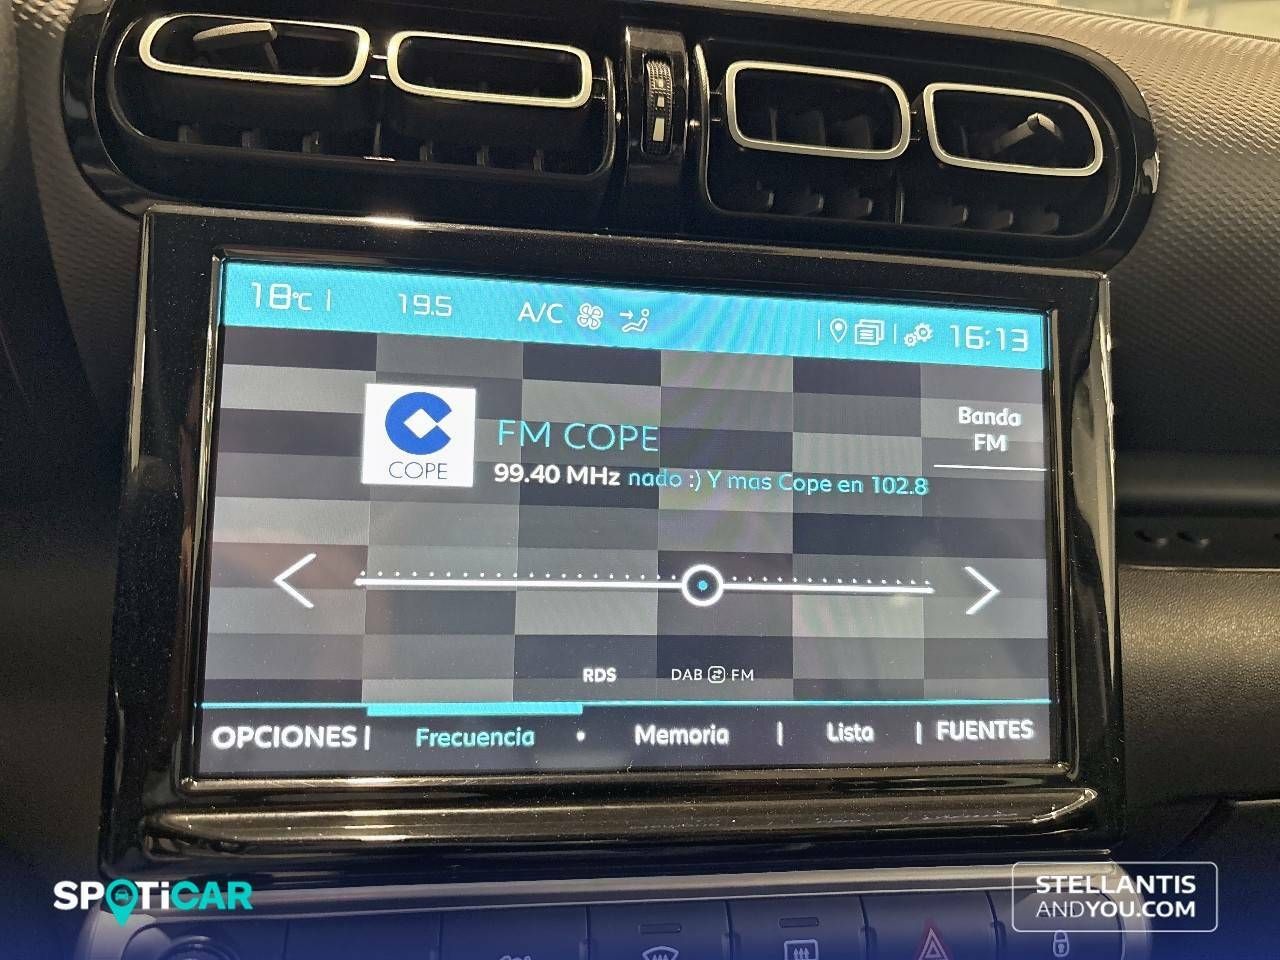 18°C | 19.5 A/C 16:13
COPE
FM COPE
99.40 MHz nado :) Y mas Cope en 102.8
Banda
FM
RDS DAB FM
OPCIONES | Frecuencia • Memoria | Lista | FUENTES
SPOTiCAR
STELLANTIS
ANDYOU.COM